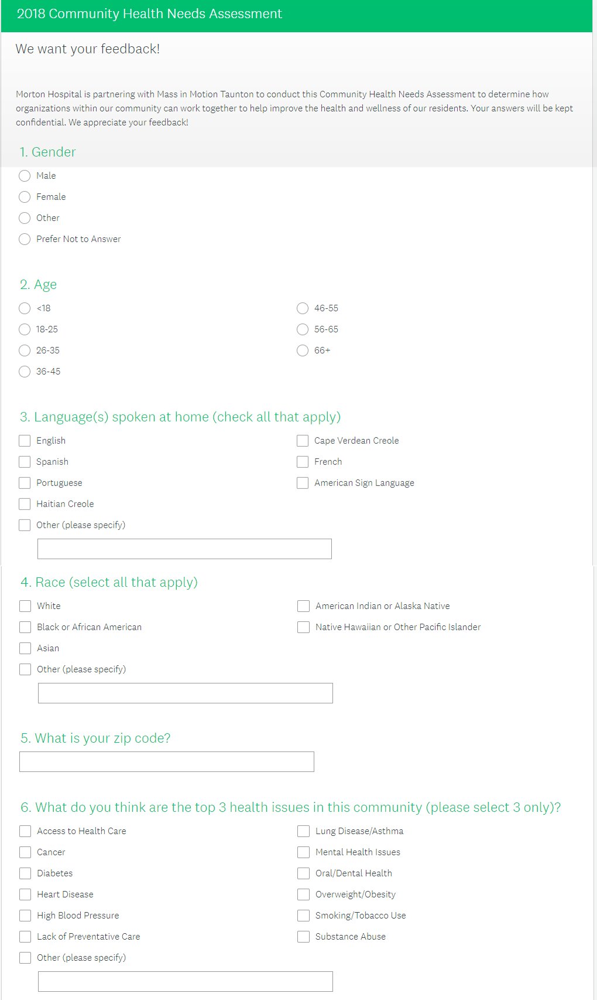 2018 Community Health Needs Assessment
We want your feedback!
Morton Hospital is partnering with Mass in Motion Taunton to conduct this Community Health Needs Assessment to determine how
organizations within our community can work together to help improve the health and wellness of our residents. Your answers will be kept
confidential. We appreciate your feedback!
1. Gender
Male
Female
Other
Prefer Not to Answer
2. Age
<18
18-25
26-35
36-45
46-55
56-65
66+
3. Language(s) spoken at home (check all that apply)
English
Spanish
Portuguese
Haitian Creole
Cape Verdean Creole
French
American Sign Language
Other (please specify)
4. Race (select all that apply)
White
Black or African American
Asian
American Indian or Alaska Native
Native Hawaiian or Other Pacific Islander
Other (please specify)
5. What is your zip code?
6. What do you think are the top 3 health issues in this community (please select 3 only)?
Access to Health Care
Cancer
Diabetes
Heart Disease
High Blood Pressure
Lack of Preventative Care
Lung Disease/Asthma
Mental Health Issues
Oral/Dental Health
Overweight/Obesity
Smoking/Tobacco Use
Substance Abuse
Other (please specify)